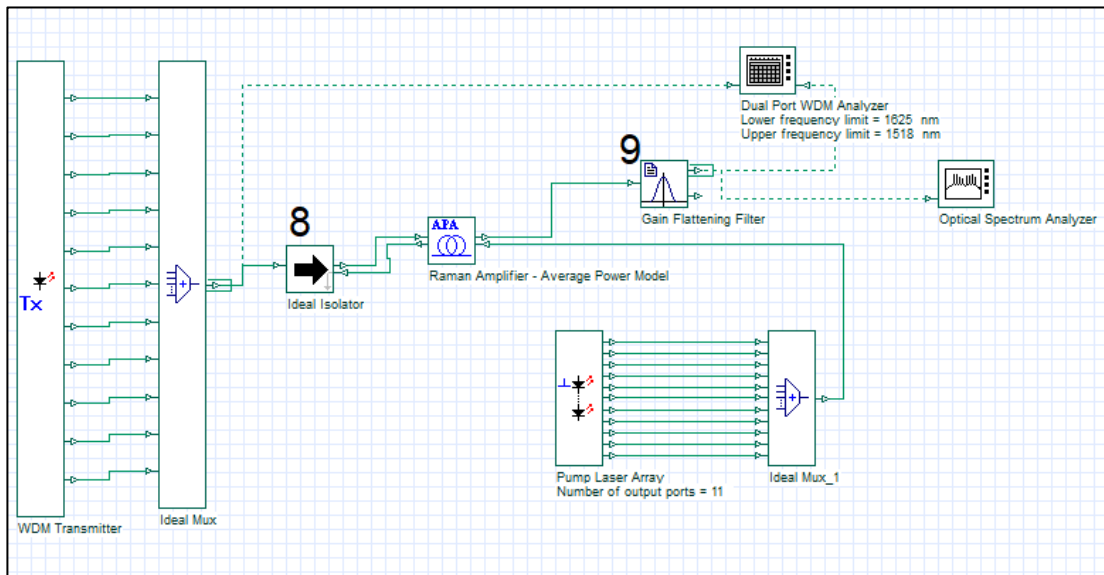 Dual Port WDM Analyzer
Lower frequency limit = 1625 nm
Upper frequency limit = 1518 nm
9
Gain Flattening Filter
Optical Spectrum Analyzer
8
APA
Raman Amplifier - Average Power Model
Ideal Isolator
Tx
Pump Laser Array
Number of output ports = 11
Ideal Mux_1
WDM Transmitter
Ideal Mux